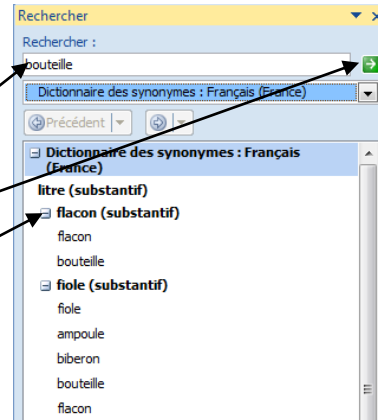 Rechercher
Rechercher :
bouteille
Dictionnaire des synonymes : Français (France)
Précédent
Dictionnaire des synonymes : Français
(France)
litre (substantif)
flacon (substantif)
flacon
bouteille
fiole (substantif)
fiole
ampoule
biberon
bouteille
flacon